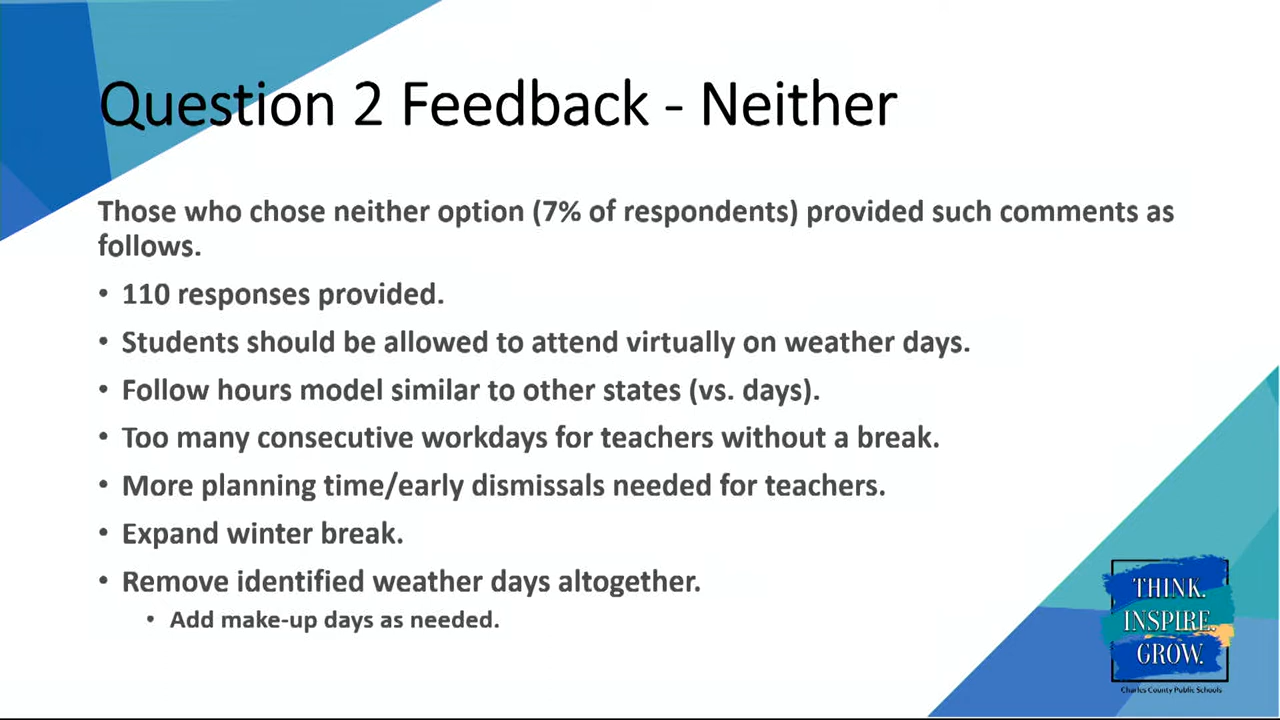 Question 2 Feedback - Neither
Those who chose neither option (7% of respondents) provided such comments as
follows.
• 110 responses provided.
• Students should be allowed to attend virtually on weather days.
• Follow hours model similar to other states (vs. days).
• Too many consecutive workdays for teachers without a break.
• More planning time/early dismissals needed for teachers.
• Expand winter break.
• Remove identified weather days altogether.
• Add make-up days as needed.
THINK.
INSPIRE.
GROW.
Charles County Public Schools